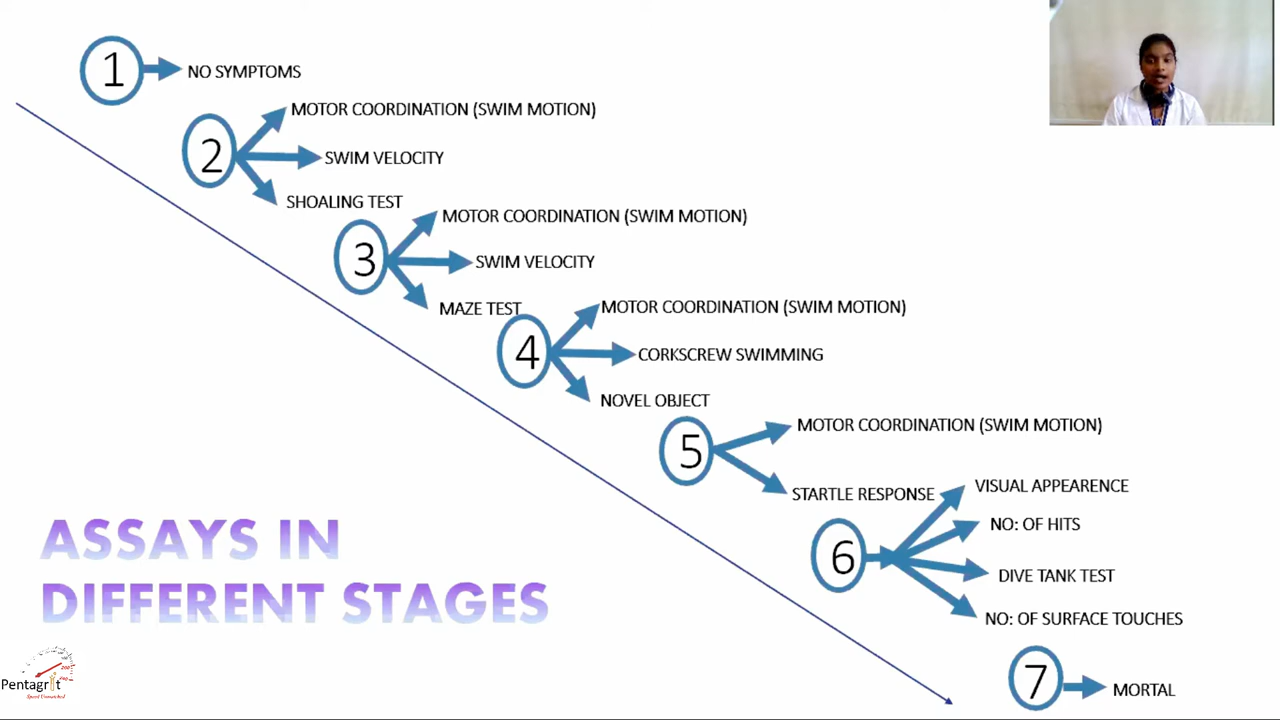 1
NO SYMPTOMS
MOTOR COORDINATION (SWIM MOTION)
2
SWIM VELOCITY
SHOALING TEST
MOTOR COORDINATION (SWIM MOTION)
3
SWIM VELOCITY
MAZE TEST
MOTOR COORDINATION (SWIM MOTION)
4
CORKSCREW SWIMMING
NOVEL OBJECT
MOTOR COORDINATION (SWIM MOTION)
5
STARTLE RESPONSE
VISUAL APPEARENCE
NO: OF HITS
6
DIVE TANK TEST
NO: OF SURFACE TOUCHES
7
MORTAL
ASSAYS IN
DIFFERENT STAGES
Pentagrit
Speed Unmatched